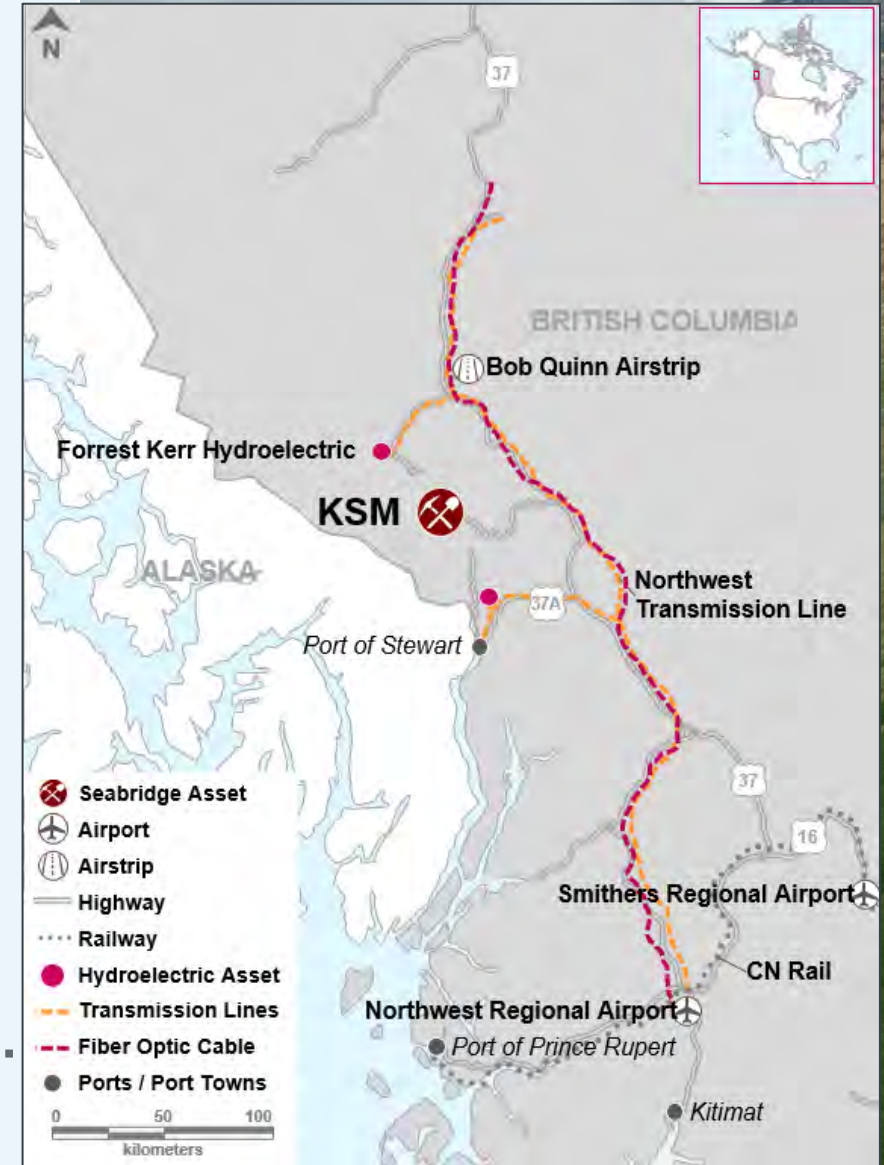 N
37
BRITISH COLUMBIA
Bob Quinn Airstrip
Forrest Kerr Hydroelectric
KSM
ALASKA
37A
Northwest
Transmission Line
Port of Stewart
37
16
Smithers Regional Airport
CN Rail
Northwest Regional Airport
Port of Prince Rupert
Kitimat
Seabridge Asset
Airport
Airstrip
Highway
Railway
Hydroelectric Asset
Transmission Lines
Fiber Optic Cable
Ports / Port Towns
0 50 100
kilometers